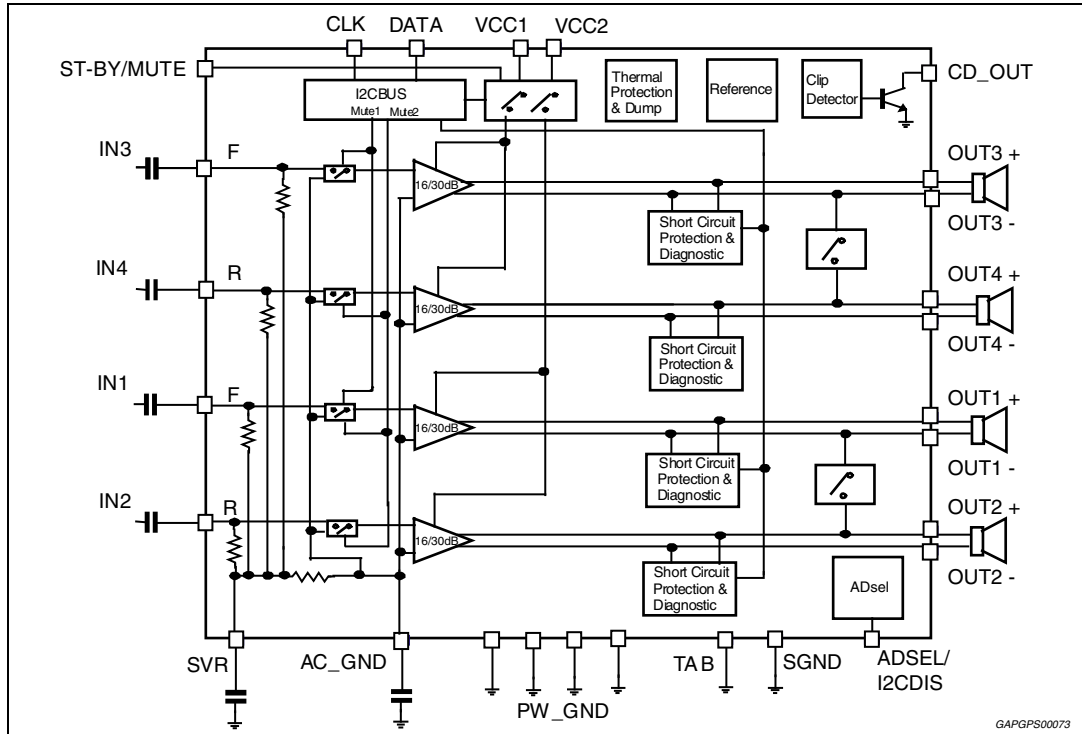 CLK
DATA
VCC1
VCC2
ST-BY/MUTE
I2CBUS
Mute1
Mute2
Thermal
Protection
& Dump
Reference
Clip
Detector
CD_OUT
IN3
F
16/30dB
OUT3 +
Short Circuit
Protection &
Diagnostic
OUT3 -
IN4
R
16/30dB
OUT4 +
Short Circuit
Protection &
Diagnostic
OUT4 -
IN1
F
16/30dB
OUT1 +
Short Circuit
Protection &
Diagnostic
OUT1 -
IN2
R
16/30dB
OUT2 +
Short Circuit
Protection &
Diagnostic
OUT2 -
ADsel
SVR
AC_GND
PW_GND
TAB
SGND
ADSEL/
I2CDIS
GAPGPS00073